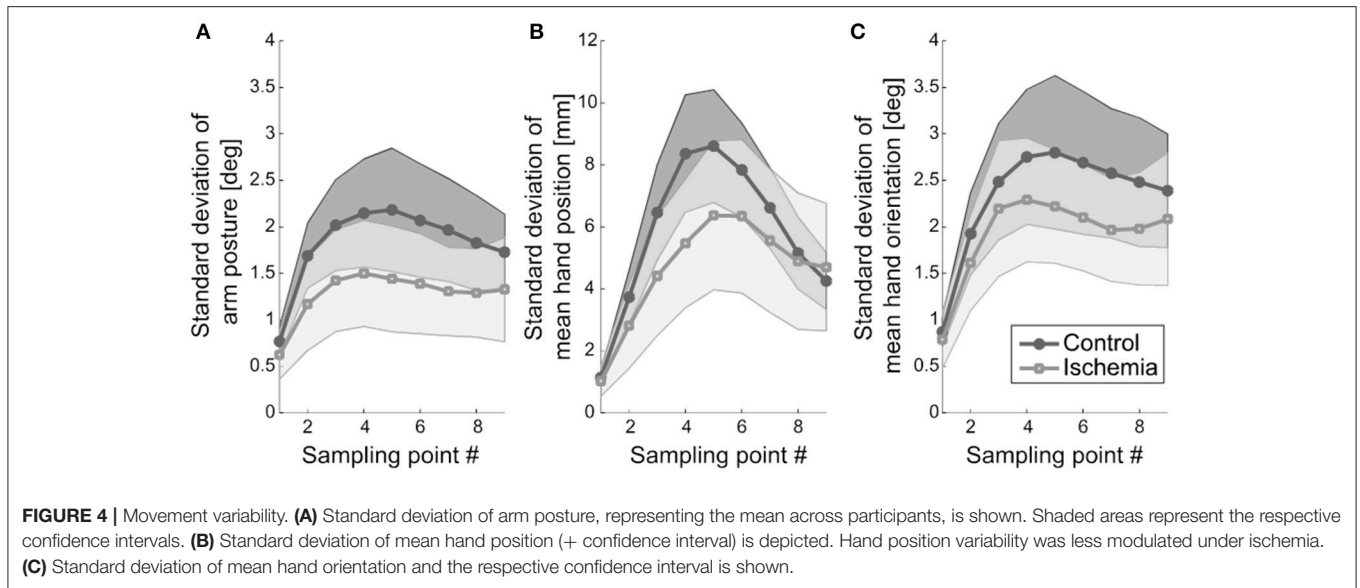 A
Standard deviation of
arm posture [deg]
4
3.5
3
2.5
2
1.5
1
0.5
0
2 4 6 8
Sampling point #
B
Standard deviation of
mean hand position [mm]
12
10
8
6
4
2
0
2 4 6 8
Sampling point #
C
Standard deviation of
mean hand orientation [deg]
4
3.5
3
2.5
2
1.5
1
0.5
0
2 4 6 8
Sampling point #
Control
Ischemia
FIGURE 4 | Movement variability. (A) Standard deviation of arm posture, representing the mean across participants, is shown. Shaded areas represent the respective
confidence intervals. (B) Standard deviation of mean hand position (+ confidence interval) is depicted. Hand position variability was less modulated under ischemia.
(C) Standard deviation of mean hand orientation and the respective confidence interval is shown.